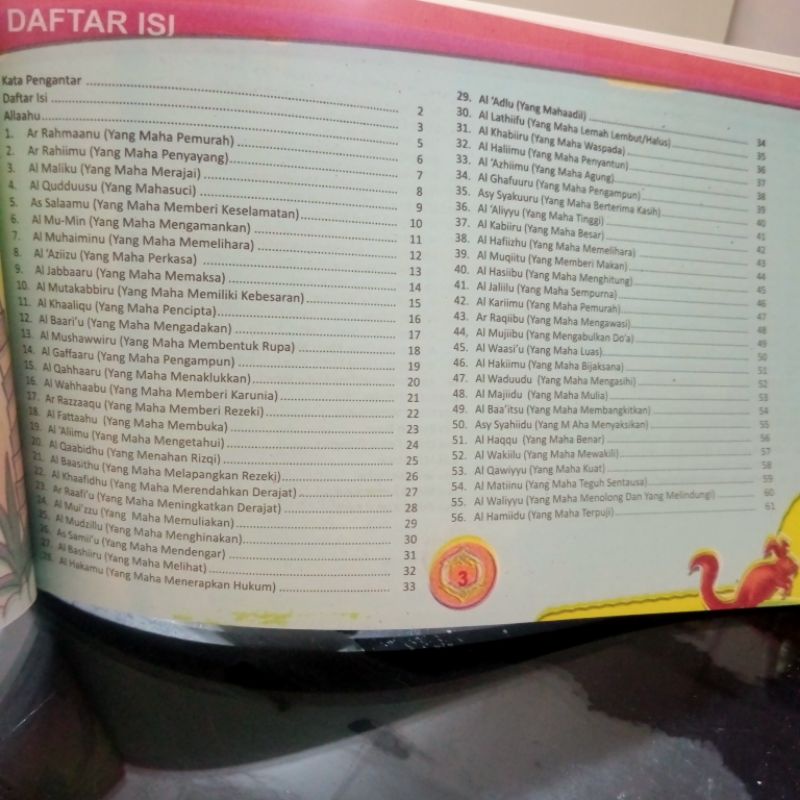 DAFTAR ISI
Kata Pengantar ........ 2
Daftar Isi ........ 3
Allaahu ........ 5
1. Ar Rahmaanu (Yang Maha Pemurah) ........ 6
2. Ar Rahiimu (Yang Maha Penyayang) ........ 7
3. Al Maliku (Yang Maha Merajai) ........ 8
4. Al Qudduusu (Yang Mahasuci) ........ 9
5. As Salaamu (Yang Maha Memberi Keselamatan) ........ 10
6. Al Mu-Min (Yang Maha Mengamankan) ........ 11
7. Al Muhaiminu (Yang Maha Memelihara) ........ 12
8. Al 'Aziizu (Yang Maha Perkasa) ........ 13
9. Al Jabbaaru (Yang Maha Memaksa) ........ 14
10. Al Mutakabbiru (Yang Maha Memiliki Kebesaran) ........ 15
11. Al Khaaliqu (Yang Maha Pencipta) ........ 16
12. Al Baari'u (Yang Maha Mengadakan) ........ 17
13. Al Mushawwiru (Yang Maha Membentuk Rupa) ........ 18
14. Al Gaffaaru (Yang Maha Pengampun) ........ 19
15. Al Qahhaaru (Yang Maha Menaklukkan) ........ 20
16. Al Wahhaabu (Yang Maha Memberi Karunia) ........ 21
17. Ar Razzaaqu (Yang Maha Memberi Rezeki) ........ 22
18. Al Fattaahu (Yang Maha Membuka) ........ 23
19. Al 'Aliimu (Yang Maha Mengetahui) ........ 24
20. Al Qaabidhu (Yang Menahan Rizqi) ........ 25
21. Al Baasithu (Yang Maha Melapangkan Rezeki) ........ 26
22. Al Khaafidhu (Yang Maha Merendahkan Derajat) ........ 27
23. Ar Raafi'u (Yang Maha Meningkatkan Derajat) ........ 28
24. Al Mui'zzu (Yang Maha Memuliakan) ........ 29
25. Al Mudzillu (Yang Maha Menghinakan) ........ 30
26. As Samii'u (Yang Maha Mendengar) ........ 31
27. Al Bashiiru (Yang Maha Melihat) ........ 32
28. Al Hakamu (Yang Maha Menerapkan Hukum) ........ 33
29. Al 'Adlu (Yang Mahaadil) ........ 34
30. Al Lathiifu (Yang Maha Lemah Lembut/Halus) ........ 35
31. Al Khabiiru (Yang Maha Waspada) ........ 36
32. Al Haliimu (Yang Maha Penyantun) ........ 37
33. Al 'Azhiimu (Yang Maha Agung) ........ 38
34. Al Ghafuuru (Yang Maha Pengampun) ........ 39
35. Asy Syakuuru (Yang Maha Berterima Kasih) ........ 40
36. Al 'Aliyyu (Yang Maha Tinggi) ........ 41
37. Al Kabiiru (Yang Maha Besar) ........ 42
38. Al Hafiizhu (Yang Maha Memelihara) ........ 43
39. Al Muqiitu (Yang Memberi Makan) ........ 44
40. Al Hasiibu (Yang Maha Menghitung) ........ 45
41. Al Jaliilu (Yang Maha Sempurna) ........ 46
42. Al Kariimu (Yang Maha Pemurah) ........ 47
43. Ar Raqiibu (Yang Maha Mengawasi) ........ 48
44, Al Mujiibu (Yang Mengabulkan Do'a) ........ 49
45. Al Waasi'u (Yang Maha Luas) ........ 50
46. Al Hakiimu (Yang Maha Bijaksana) ........ 51
47. Al Waduudu (Yang Maha Mengasihi) ........ 52
48. Al Majiidu (Yang Maha Mulia) ........ 53
49. Al Baa'itsu (Yang Maha Membangkitkan) ........ 54
50. Asy Syahiidu (Yang M Aha Menyaksikan) ........ 55
51. Al Haqqu (Yang Maha Benar) ........ 56
52. Al Wakiilu (Yang Maha Mewakili) ........ 57
53. Al Qawiyyu (Yang Maha Kuat) ........ 58
54. Al Matiinu (Yang Maha Teguh Sentausa) ........ 59
55. Al Waliyyu (Yang Maha Menolong Dan Yang Melindungi) ........ 60
56. Al Hamiidu (Yang Maha Terpuji) ........ 61
3